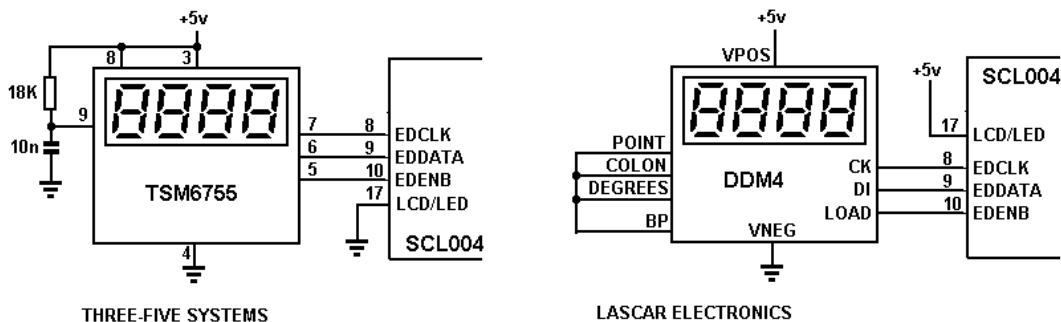 +5v
8
3
18K
9
10n
7
6
5
4
TSM6755
8
9
10
17
EDCLK
EDDATA
EDENB
LCD/LED
SCL004
THREE-FIVE SYSTEMS
+5v
VPOS
POINT
COLON
DEGREES
BP
DDM4
CK
DI
LOAD
VNEG
+5v
SCL004
17
LCD/LED
8
EDCLK
9
EDDATA
10
EDENB
LASCAR ELECTRONICS